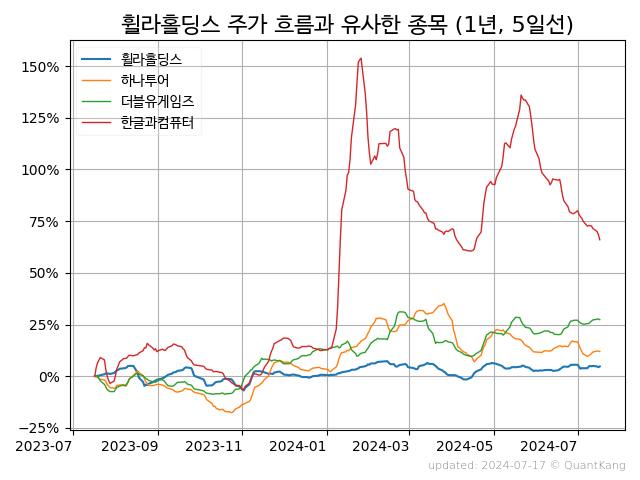 휠라홀딩스 주가 흐름과 유사한 종목 (1년, 5일선)
휠라홀딩스
하나투어
더블유게임즈
한글과컴퓨터
150%
125%
100%
75%
50%
25%
0%
−25%
2023-07 2023-09 2023-11 2024-01 2024-03 2024-05 2024-07
updated: 2024-07-17 © QuantKang